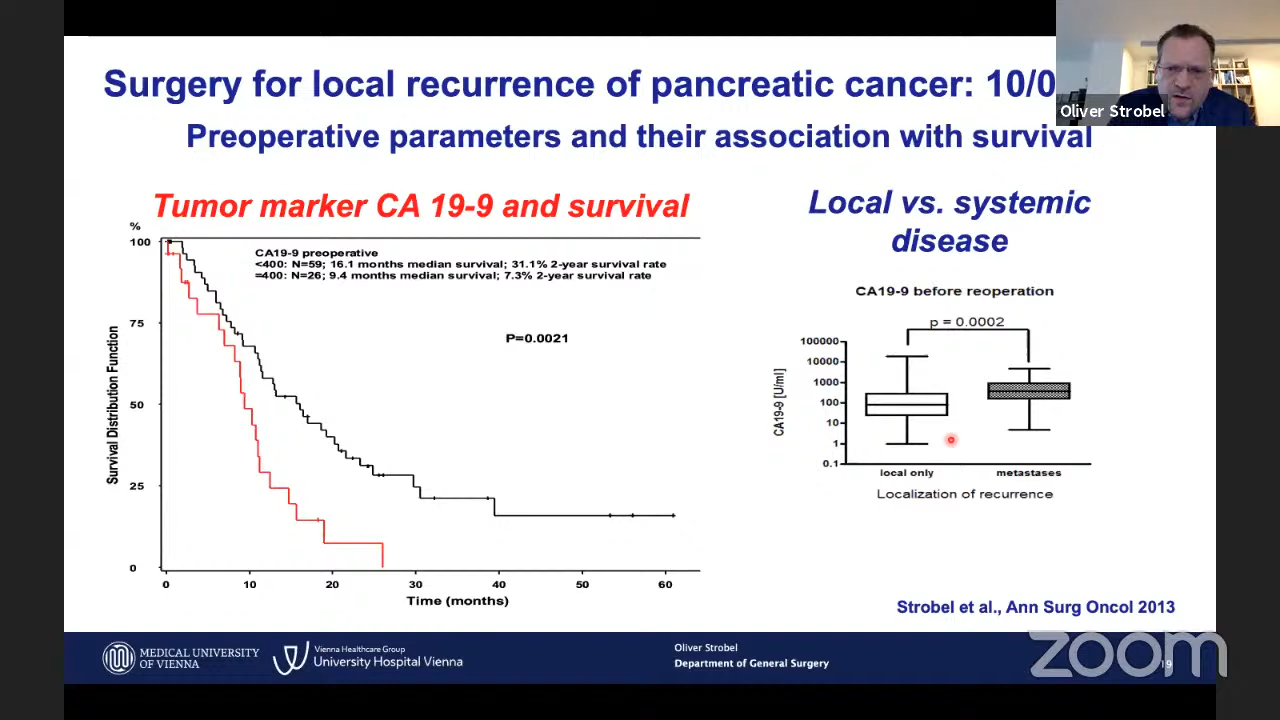 Surgery for local recurrence of pancreatic cancer: 10/0
Oliver Strobel
Preoperative parameters and their association with survival
Tumor marker CA 19-9 and survival
%
100
75
50
25
0
Survival Distribution Function
CA19-9 preoperative
<400: N=59; 16.1 months median survival; 31.1% 2-year survival rate
=400: N=26; 9.4 months median survival; 7.3% 2-year survival rate
P=0.0021
0 10 20 30 40 50 60
Time (months)
Local vs. systemic
disease
CA19-9 before reoperation
p = 0.0002
CA19-9 [U/ml]
100000
10000
1000
100
10
1
0.1
local only metastases
Localization of recurrence
Strobel et al., Ann Surg Oncol 2013
MEDICAL UNIVERSITY
OF VIENNA
Vienna Healthcare Group
University Hospital Vienna
Oliver Strobel
Department of General Surgery
19
zoom